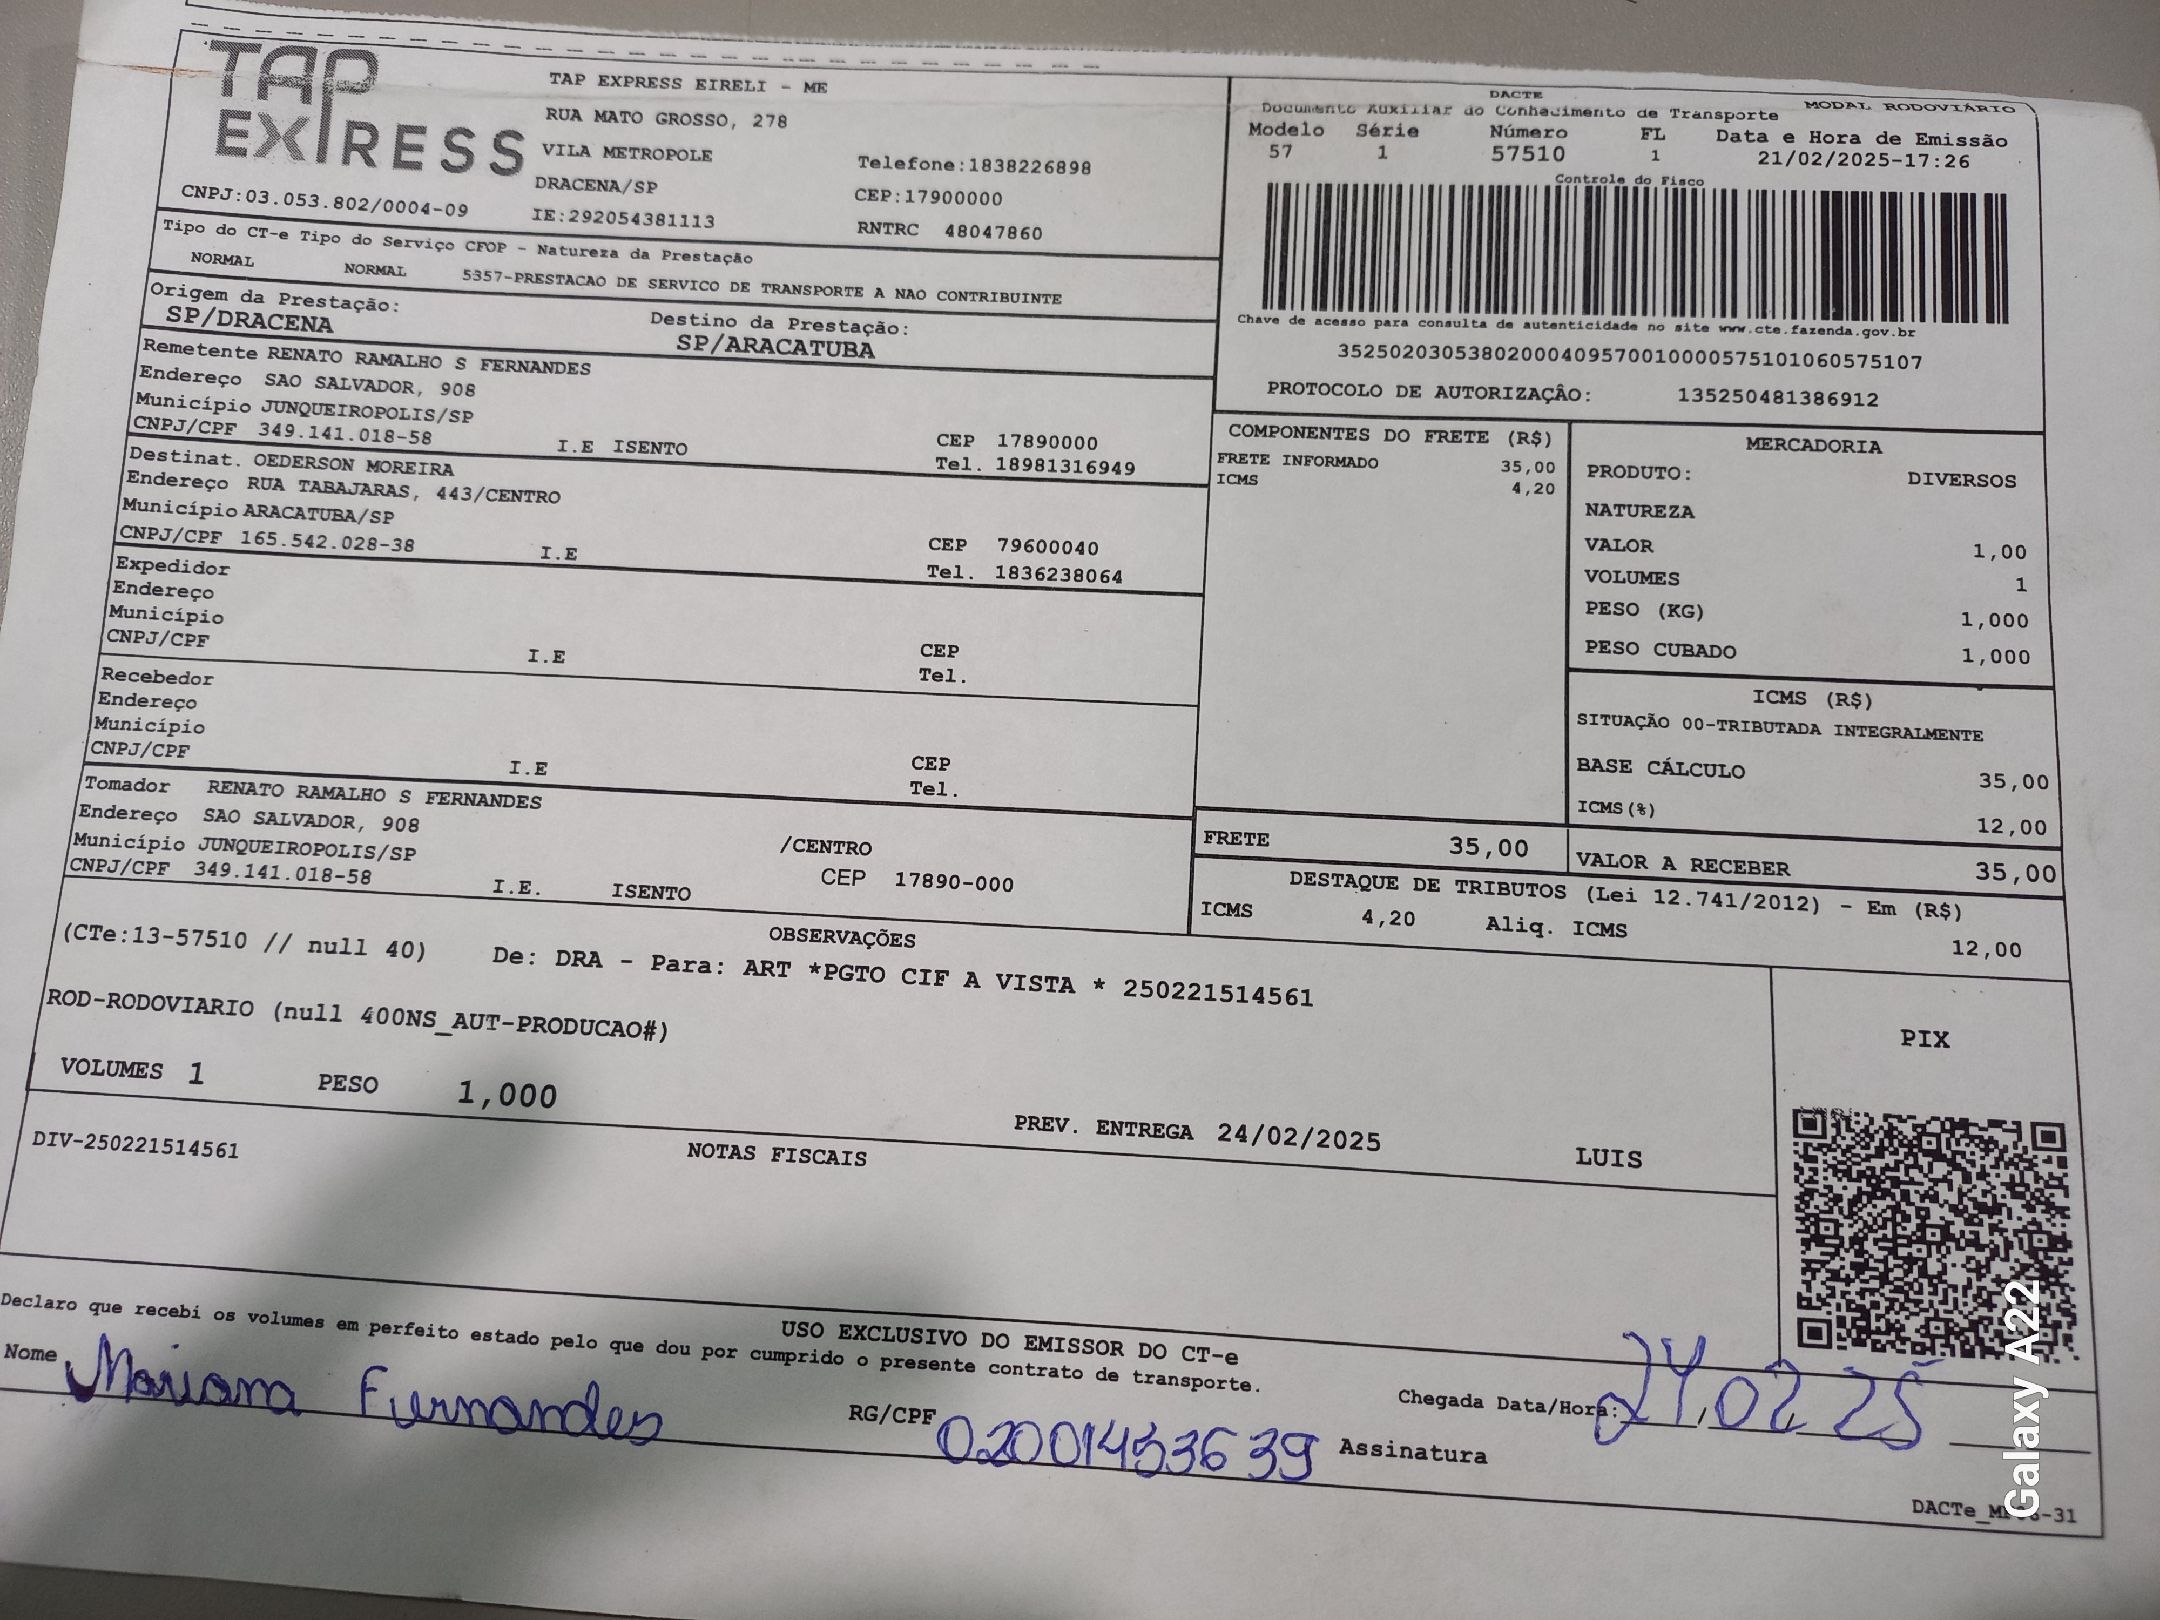 TAP EXPRESS
TAP EXPRESS EIRELI - ME
RUA MATO GROSSO, 278
VILA METROPOLE
Telefone:1838226898
DRACENA/SP
CEP:17900000
CNPJ:03.053.802/0004-09
IE:292054381113
RNTRC 48047860
DACTE
MODAL RODOVIÁRIO
Documento Auxiliar do Conhecimento de Transporte
Modelo Série Número FL Data e Hora de Emissão
57 1 57510 1 21/02/2025-17:26
Controle do Fisco
Chave de acesso para consulta de autenticidade no site www.cte.fazenda.gov.br
35250203053802000409570010000575101060575107
PROTOCOLO DE AUTORIZAÇÂO: 135250481386912
Tipo do CT-e Tipo do Serviço CFOP - Natureza da Prestação
NORMAL NORMAL 5357-PRESTACAO DE SERVICO DE TRANSPORTE A NAO CONTRIBUINTE
Origem da Prestação: Destino da Prestação:
SP/DRACENA SP/ARACATUBA
Remetente RENATO RAMALHO S FERNANDES
Endereço SAO SALVADOR, 908
Município JUNQUEIROPOLIS/SP
CEP 17890000
CNPJ/CPF 349.141.018-58 I.E ISENTO Tel. 18981316949
Destinat. OEDERSON MOREIRA
Endereço RUA TABAJARAS, 443/CENTRO
Município ARACATUBA/SP
CEP 79600040
CNPJ/CPF 165.542.028-38 I.E Tel. 1836238064
Expedidor
Endereço
Município
CEP
CNPJ/CPF I.E Tel.
Recebedor
Endereço
Município
CEP
CNPJ/CPF I.E Tel.
Tomador RENATO RAMALHO S FERNANDES
Endereço SAO SALVADOR, 908 /CENTRO
Município JUNQUEIROPOLIS/SP CEP 17890-000
CNPJ/CPF 349.141.018-58 I.E. ISENTO
COMPONENTES DO FRETE (R$)
FRETE INFORMADO 35,00
ICMS 4,20
MERCADORIA
PRODUTO: DIVERSOS
NATUREZA
VALOR 1,00
VOLUMES 1
PESO (KG) 1,000
PESO CUBADO 1,000
ICMS (R$)
SITUAÇÃO 00-TRIBUTADA INTEGRALMENTE
BASE CÁLCULO 35,00
ICMS(%) 12,00
FRETE 35,00 VALOR A RECEBER 35,00
DESTAQUE DE TRIBUTOS (Lei 12.741/2012) - Em (R$)
ICMS 4,20 Aliq. ICMS 12,00
OBSERVAÇÕES
(CTe:13-57510 // null 40) De: DRA - Para: ART *PGTO CIF A VISTA * 250221514561
ROD-RODOVIARIO (null 400NS_AUT-PRODUCAO#)
VOLUMES 1 PESO 1,000 PREV. ENTREGA 24/02/2025 LUIS
PIX
NOTAS FISCAIS
DIV-250221514561
USO EXCLUSIVO DO EMISSOR DO CT-e
Declaro que recebi os volumes em perfeito estado pelo que dou por cumprido o presente contrato de transporte.
Nome Mariana Fernandes RG/CPF 02001453639 Assinatura
Chegada Data/Hora: 24/02/25
Galaxy A22